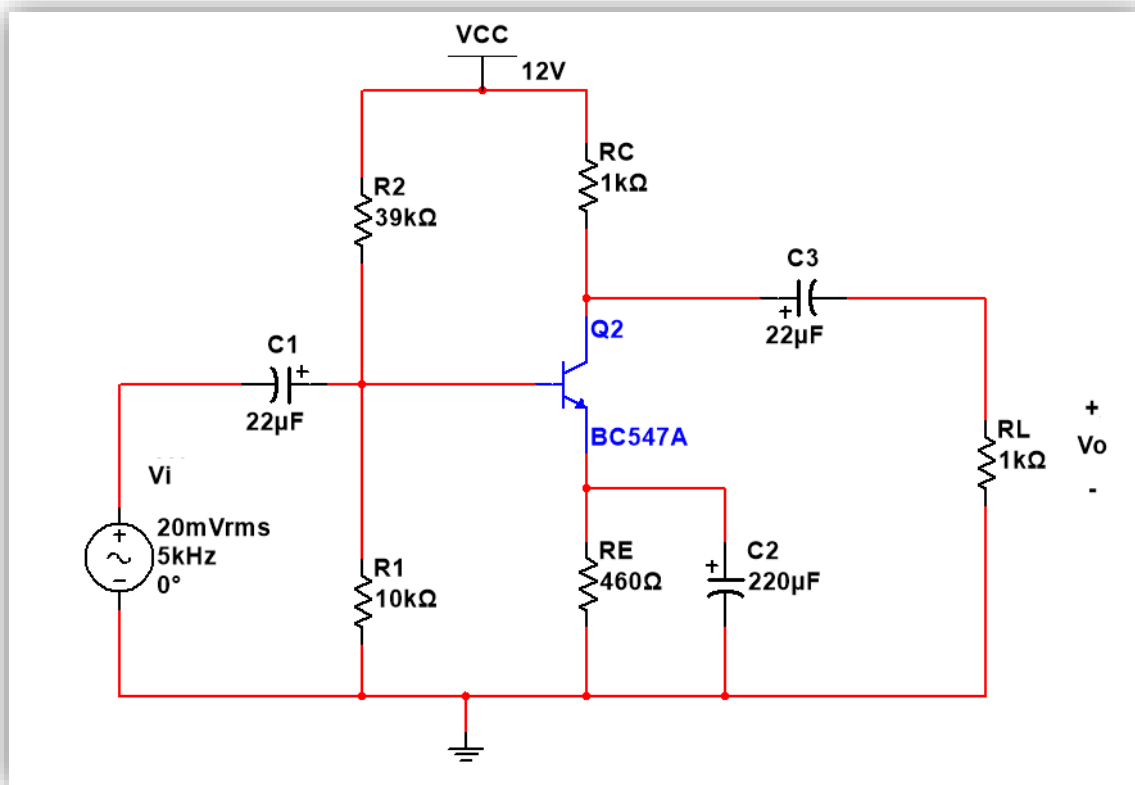 VCC
12V
RC
1kΩ
R2
39kΩ
C3
22µF
Q2
C1
22µF
BC547A
RL
1kΩ
+
Vo
-
Vi
20mVrms
5kHz
0°
R1
10kΩ
RE
460Ω
C2
220µF